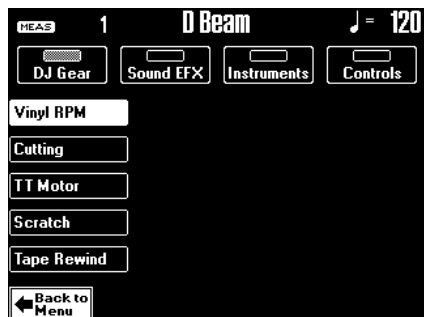 MEAS 1 D Beam ♩ = 120
DJ Gear Sound EFX Instruments Controls
Vinyl RPM
Cutting
TT Motor
Scratch
Tape Rewind
Back to
Menu